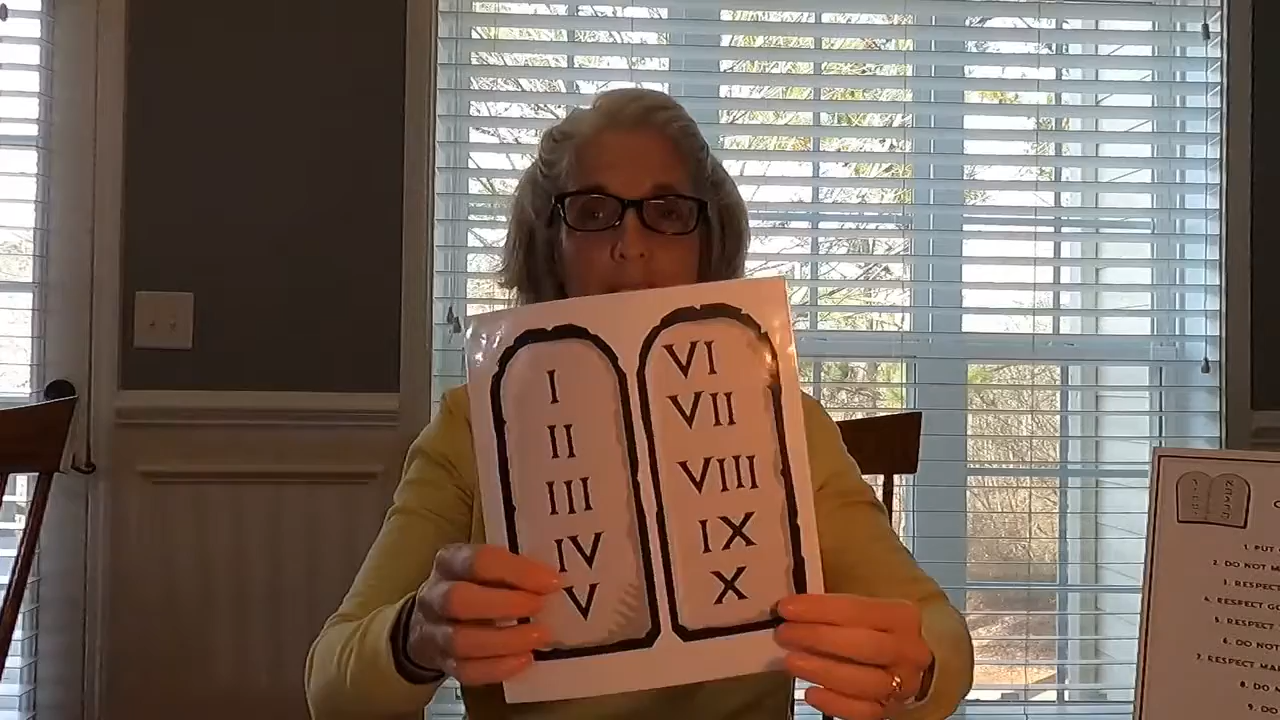 I
II
III
IV
V
VI
VII
VIII
IX
X
1. PUT
2. DO NOT
3. RESPECT
4. RESPECT
5. RESPECT
6. DO NOT
7. RESPECT
8. DO
9. DO